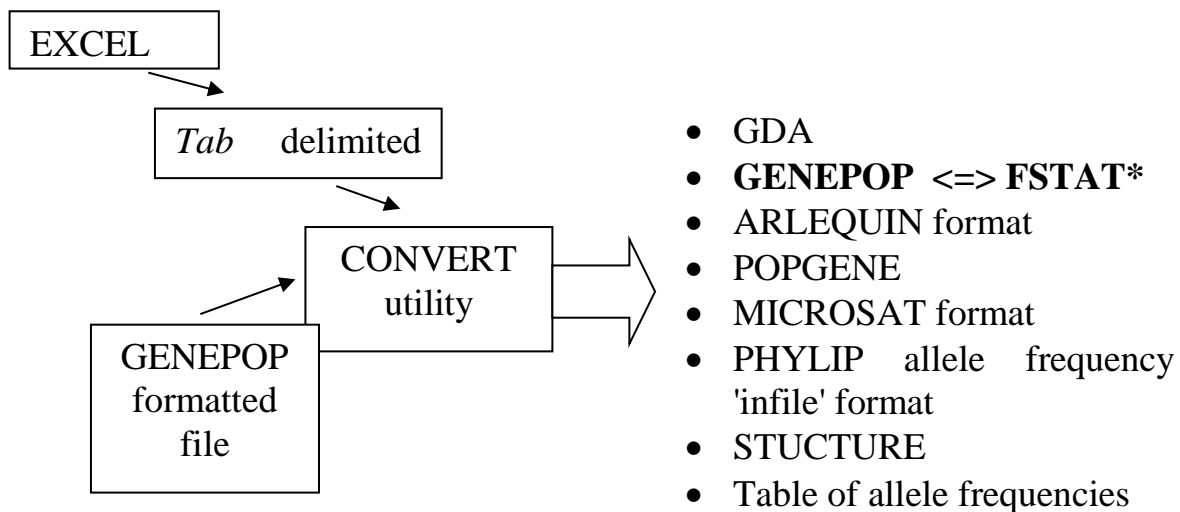 EXCEL
Tab delimited
CONVERT
utility
GENEPOP
formatted
file
• GDA
• GENEPOP <=> FSTAT*
• ARLEQUIN format
• POPGENE
• MICROSAT format
• PHYLIP allele frequency
'infile' format
• STUCTURE
• Table of allele frequencies